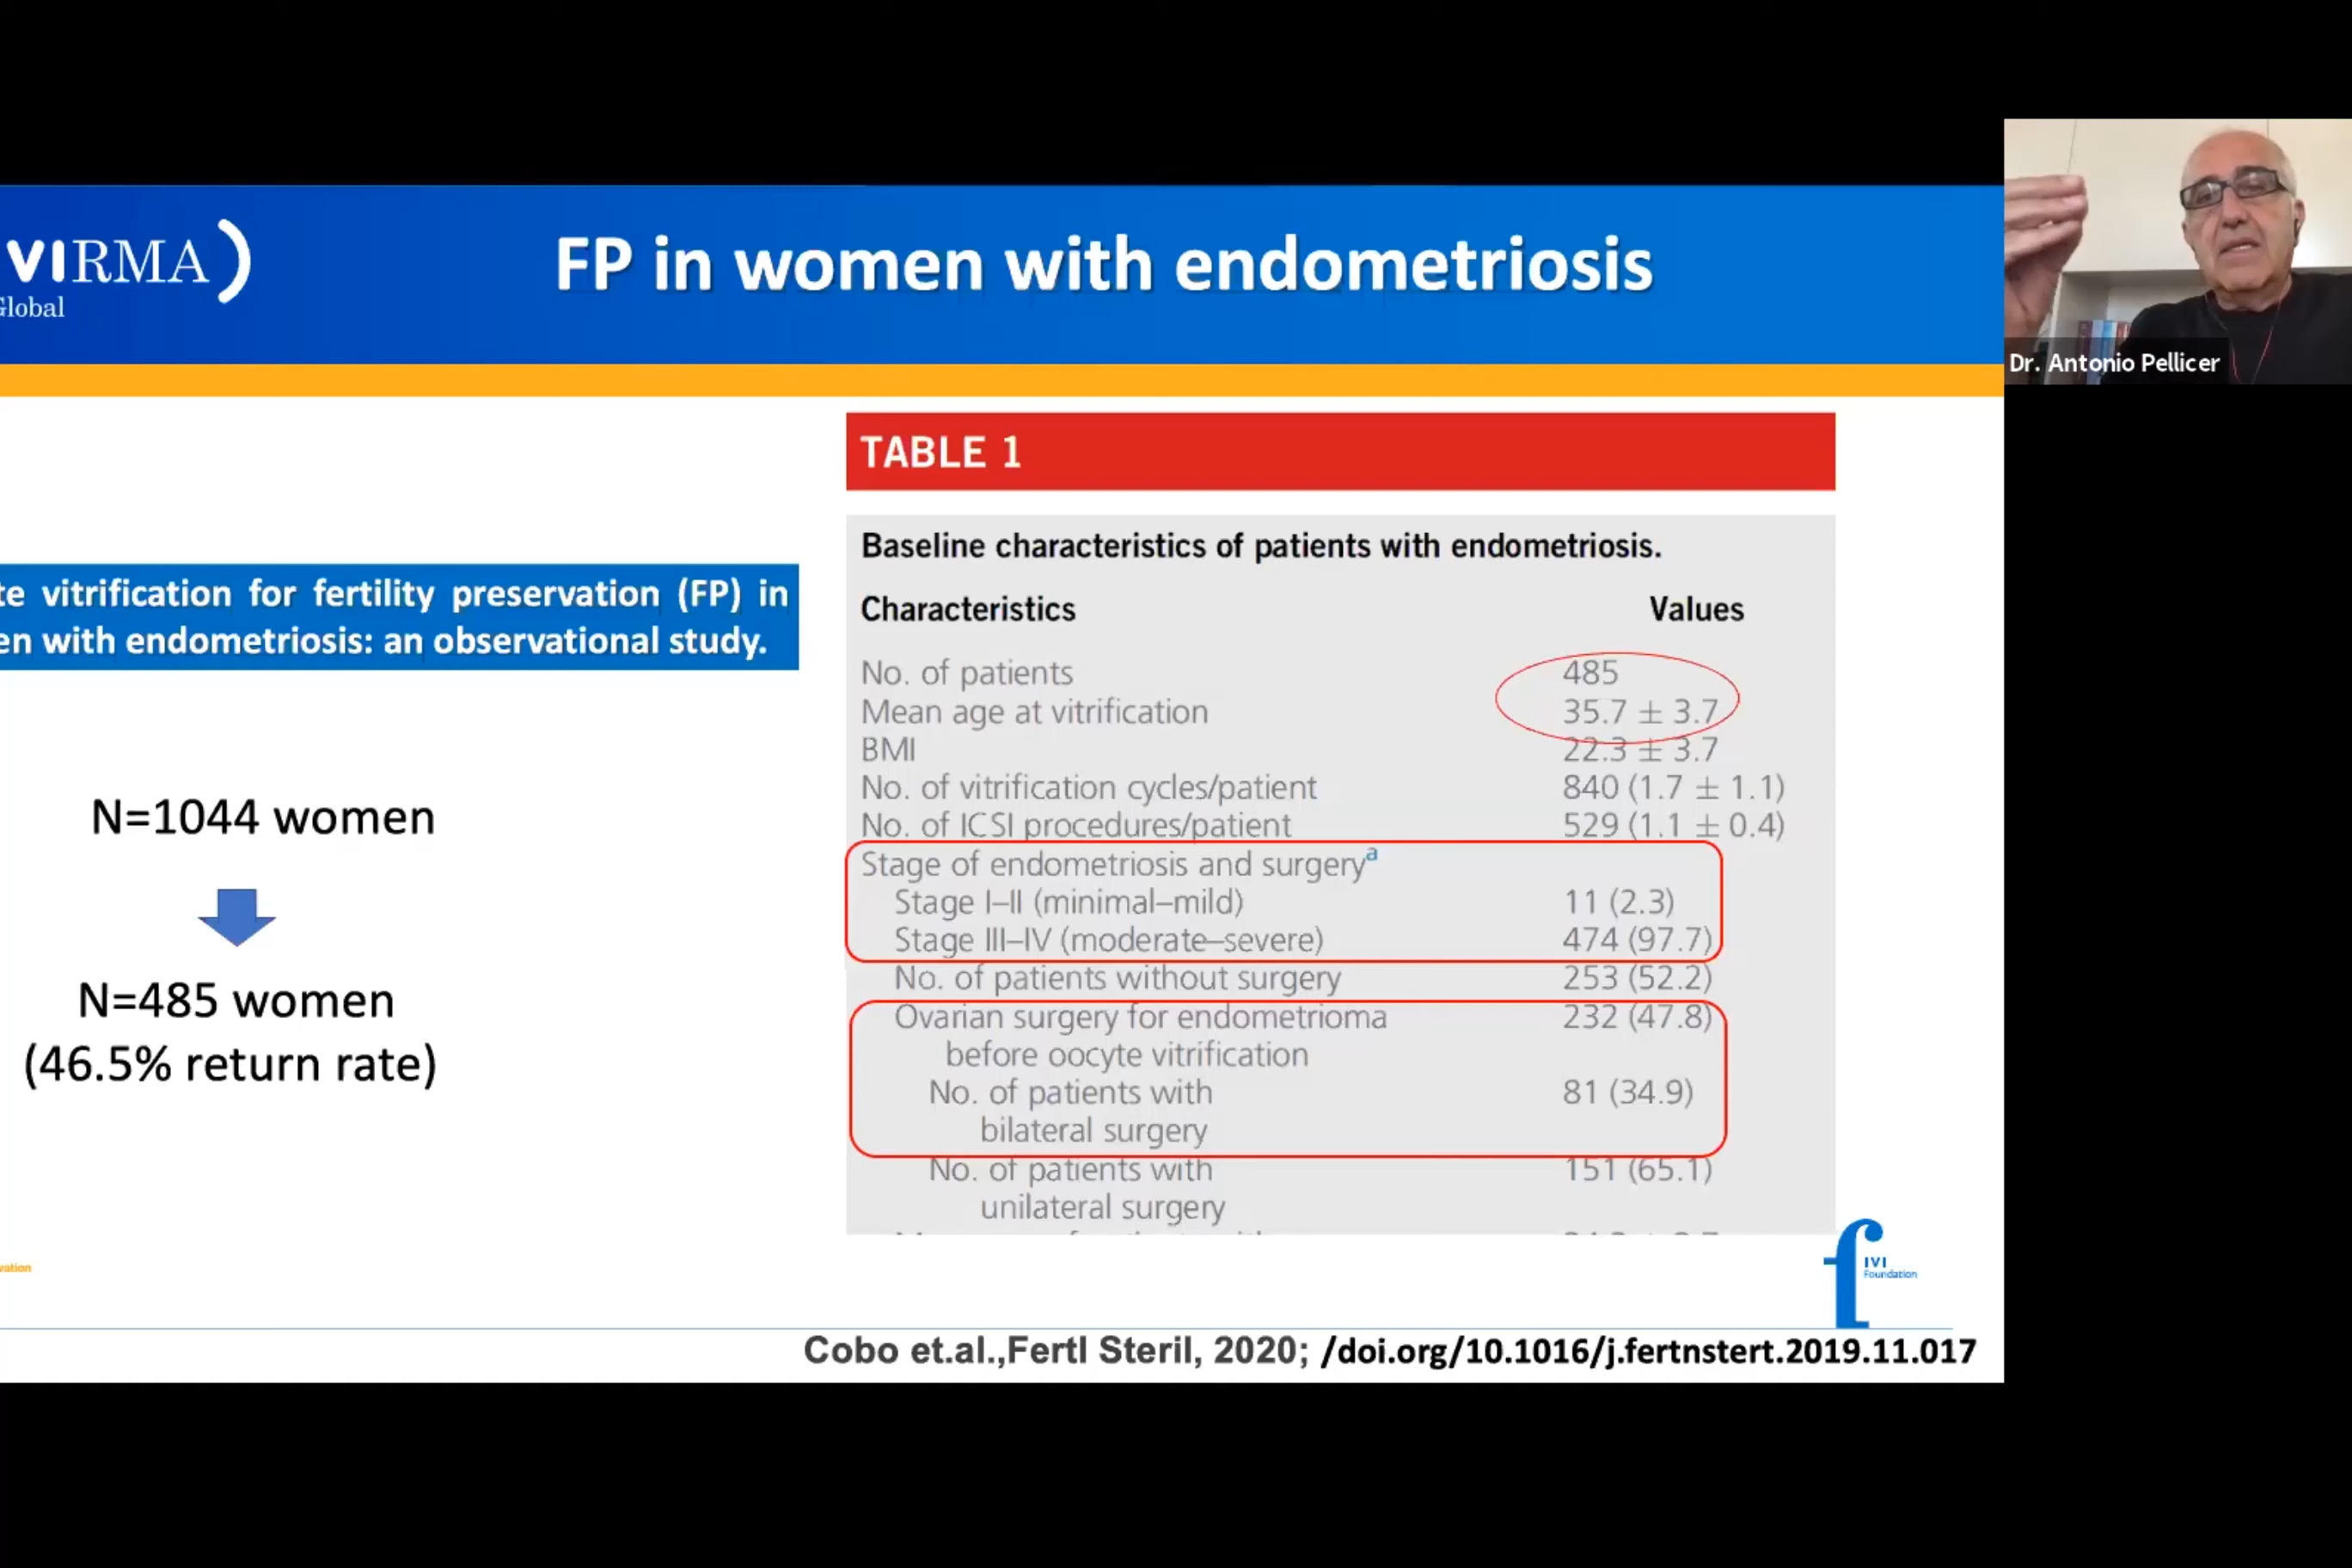 VIRMA
Global
FP in women with endometriosis
Dr. Antonio Pellicer
vitrification for fertility preservation (FP) in
with endometriosis: an observational study.
N=1044 women
N=485 women
(46.5% return rate)
TABLE 1
Baseline characteristics of patients with endometriosis.
Characteristics Values
No. of patients 485
Mean age at vitrification 35.7 ± 3.7
BMI 22.3 ± 3.7
No. of vitrification cycles/patient 840 (1.7 ± 1.1)
No. of ICSI procedures/patient 529 (1.1 ± 0.4)
Stage of endometriosis and surgeryᵃ
Stage I–II (minimal–mild) 11 (2.3)
Stage III–IV (moderate–severe) 474 (97.7)
No. of patients without surgery 253 (52.2)
Ovarian surgery for endometrioma 232 (47.8)
before oocyte vitrification
No. of patients with 81 (34.9)
bilateral surgery
No. of patients with 151 (65.1)
unilateral surgery
IVI
Foundation
Cobo et.al.,Fertl Steril, 2020; /doi.org/10.1016/j.fertnstert.2019.11.017